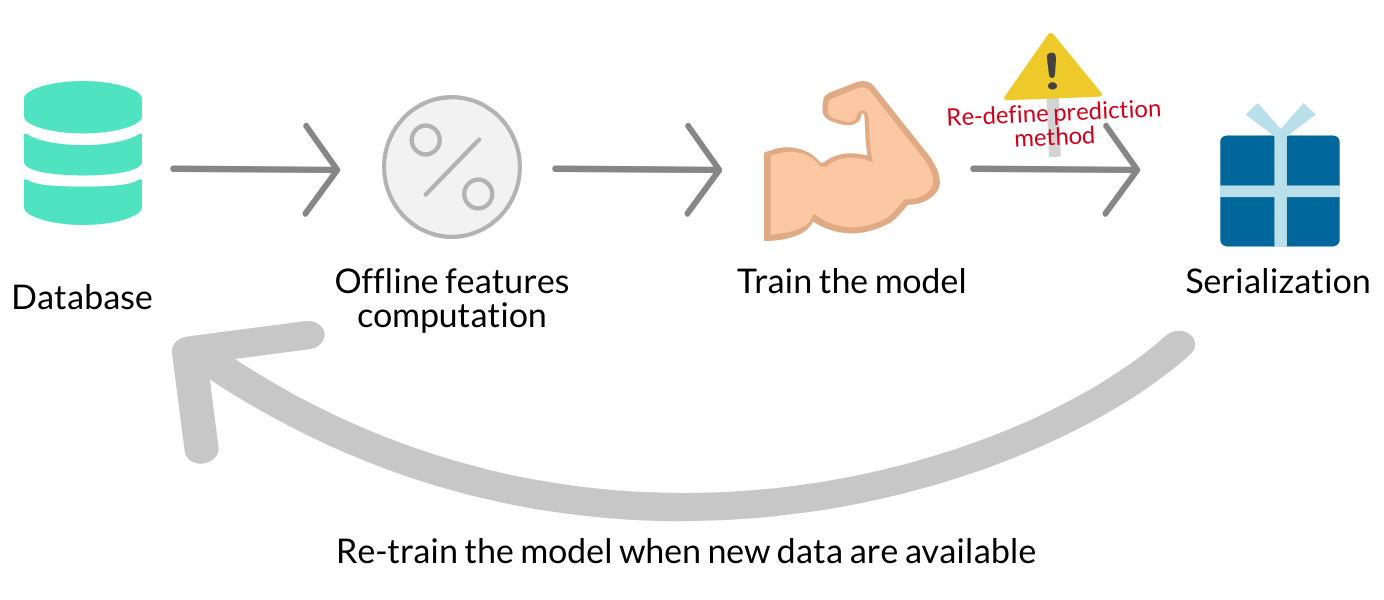 Re-define prediction
method
Database
Offline features
computation
Train the model
Serialization
Re-train the model when new data are available